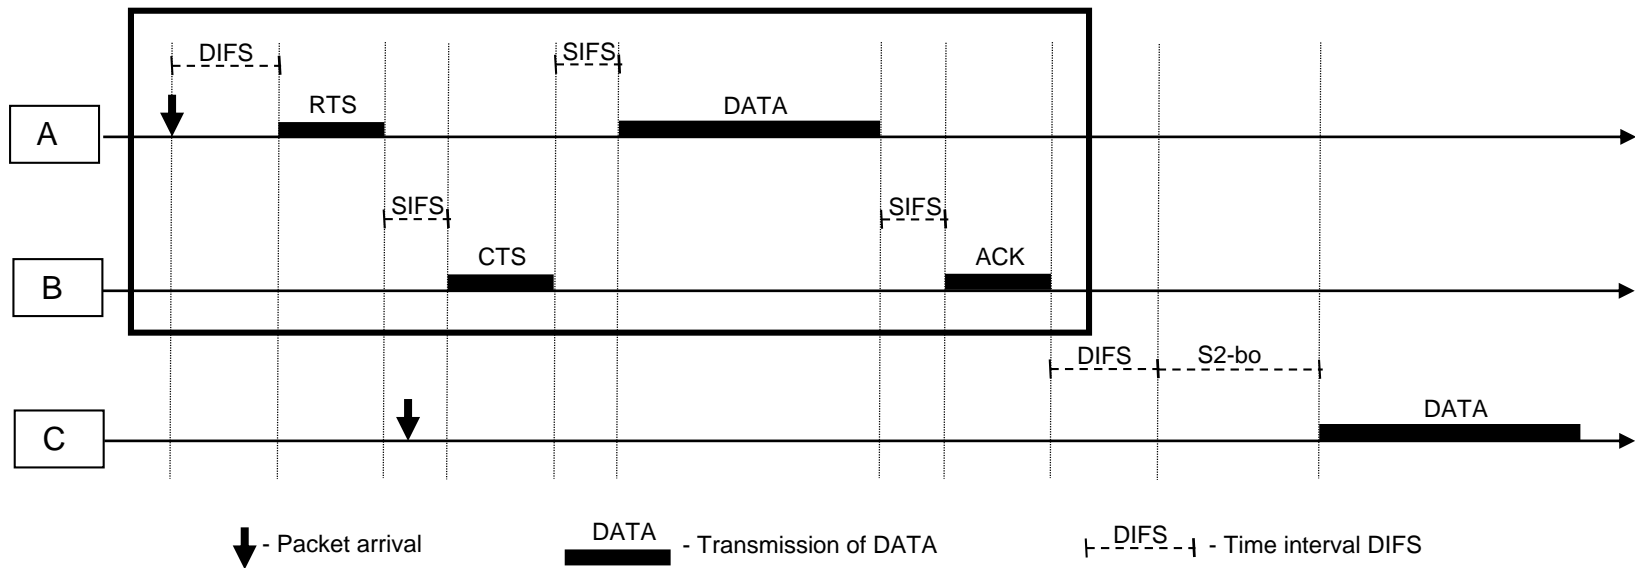 DIFS
SIFS
RTS
DATA
A
SIFS
SIFS
CTS
ACK
B
DIFS
S2-bo
DATA
C
- Packet arrival
DATA
- Transmission of DATA
DIFS
- Time interval DIFS